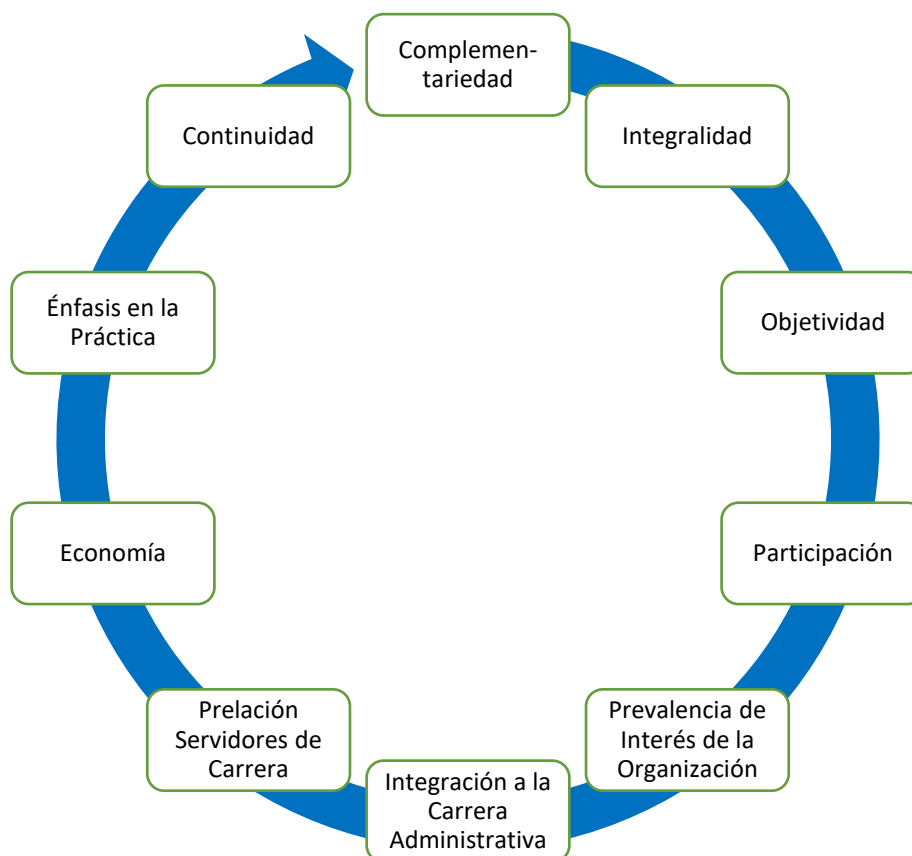 Complemen-
tariedad
Integralidad
Objetividad
Participación
Prevalencia de
Interés de la
Organización
Integración a la
Carrera
Administrativa
Prelación
Servidores de
Carrera
Economía
Énfasis en la
Práctica
Continuidad